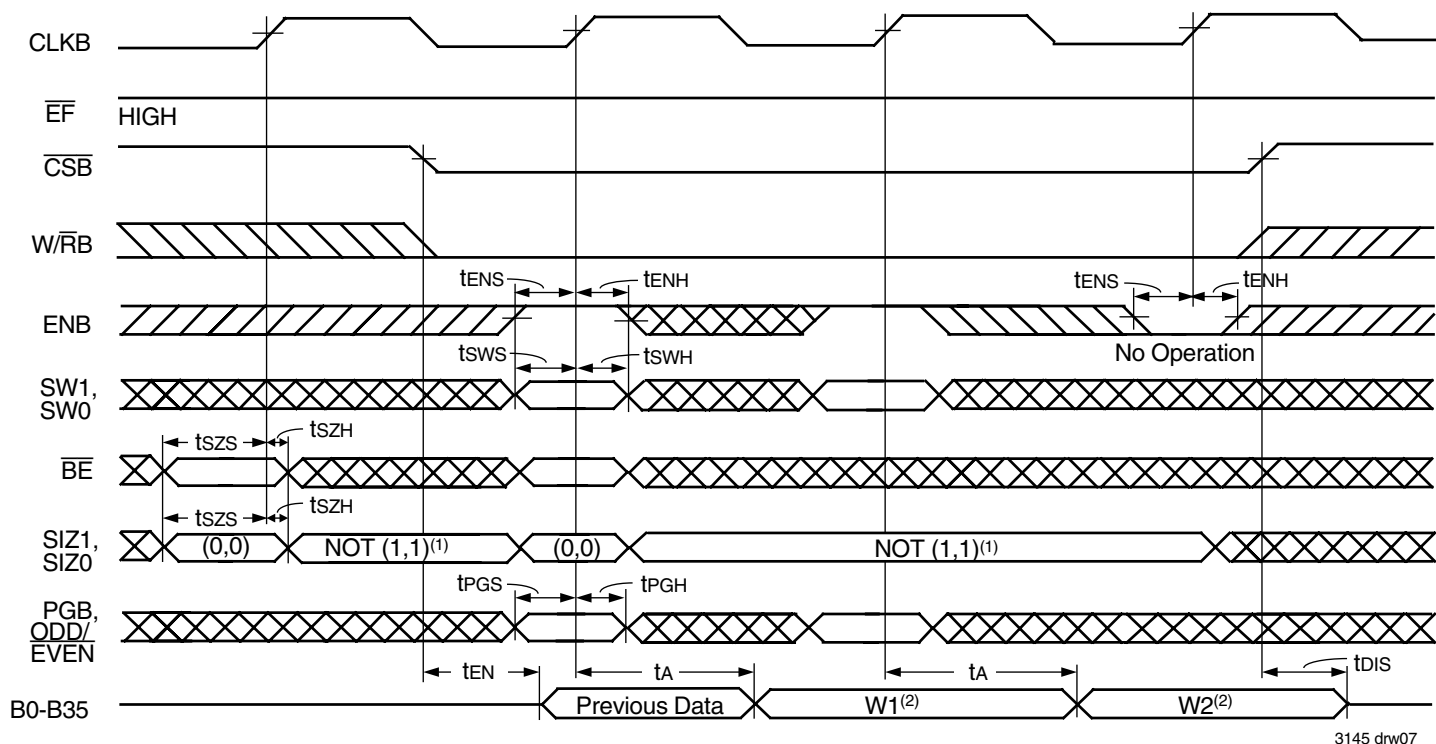 CLKB
EF
HIGH
CSB
W/RB
tENS
tENH
tENS
tENH
ENB
No Operation
tSWS
tSWH
SW1,
SW0
tSZS
tSZH
BE
tSZS
tSZH
SIZ1,
SIZ0
(0,0)
NOT (1,1)(1)
(0,0)
NOT (1,1)(1)
tPGS
tPGH
PGB,
ODD/
EVEN
tEN
tA
tA
tDIS
B0-B35
Previous Data
W1(2)
W2(2)
3145 drw07